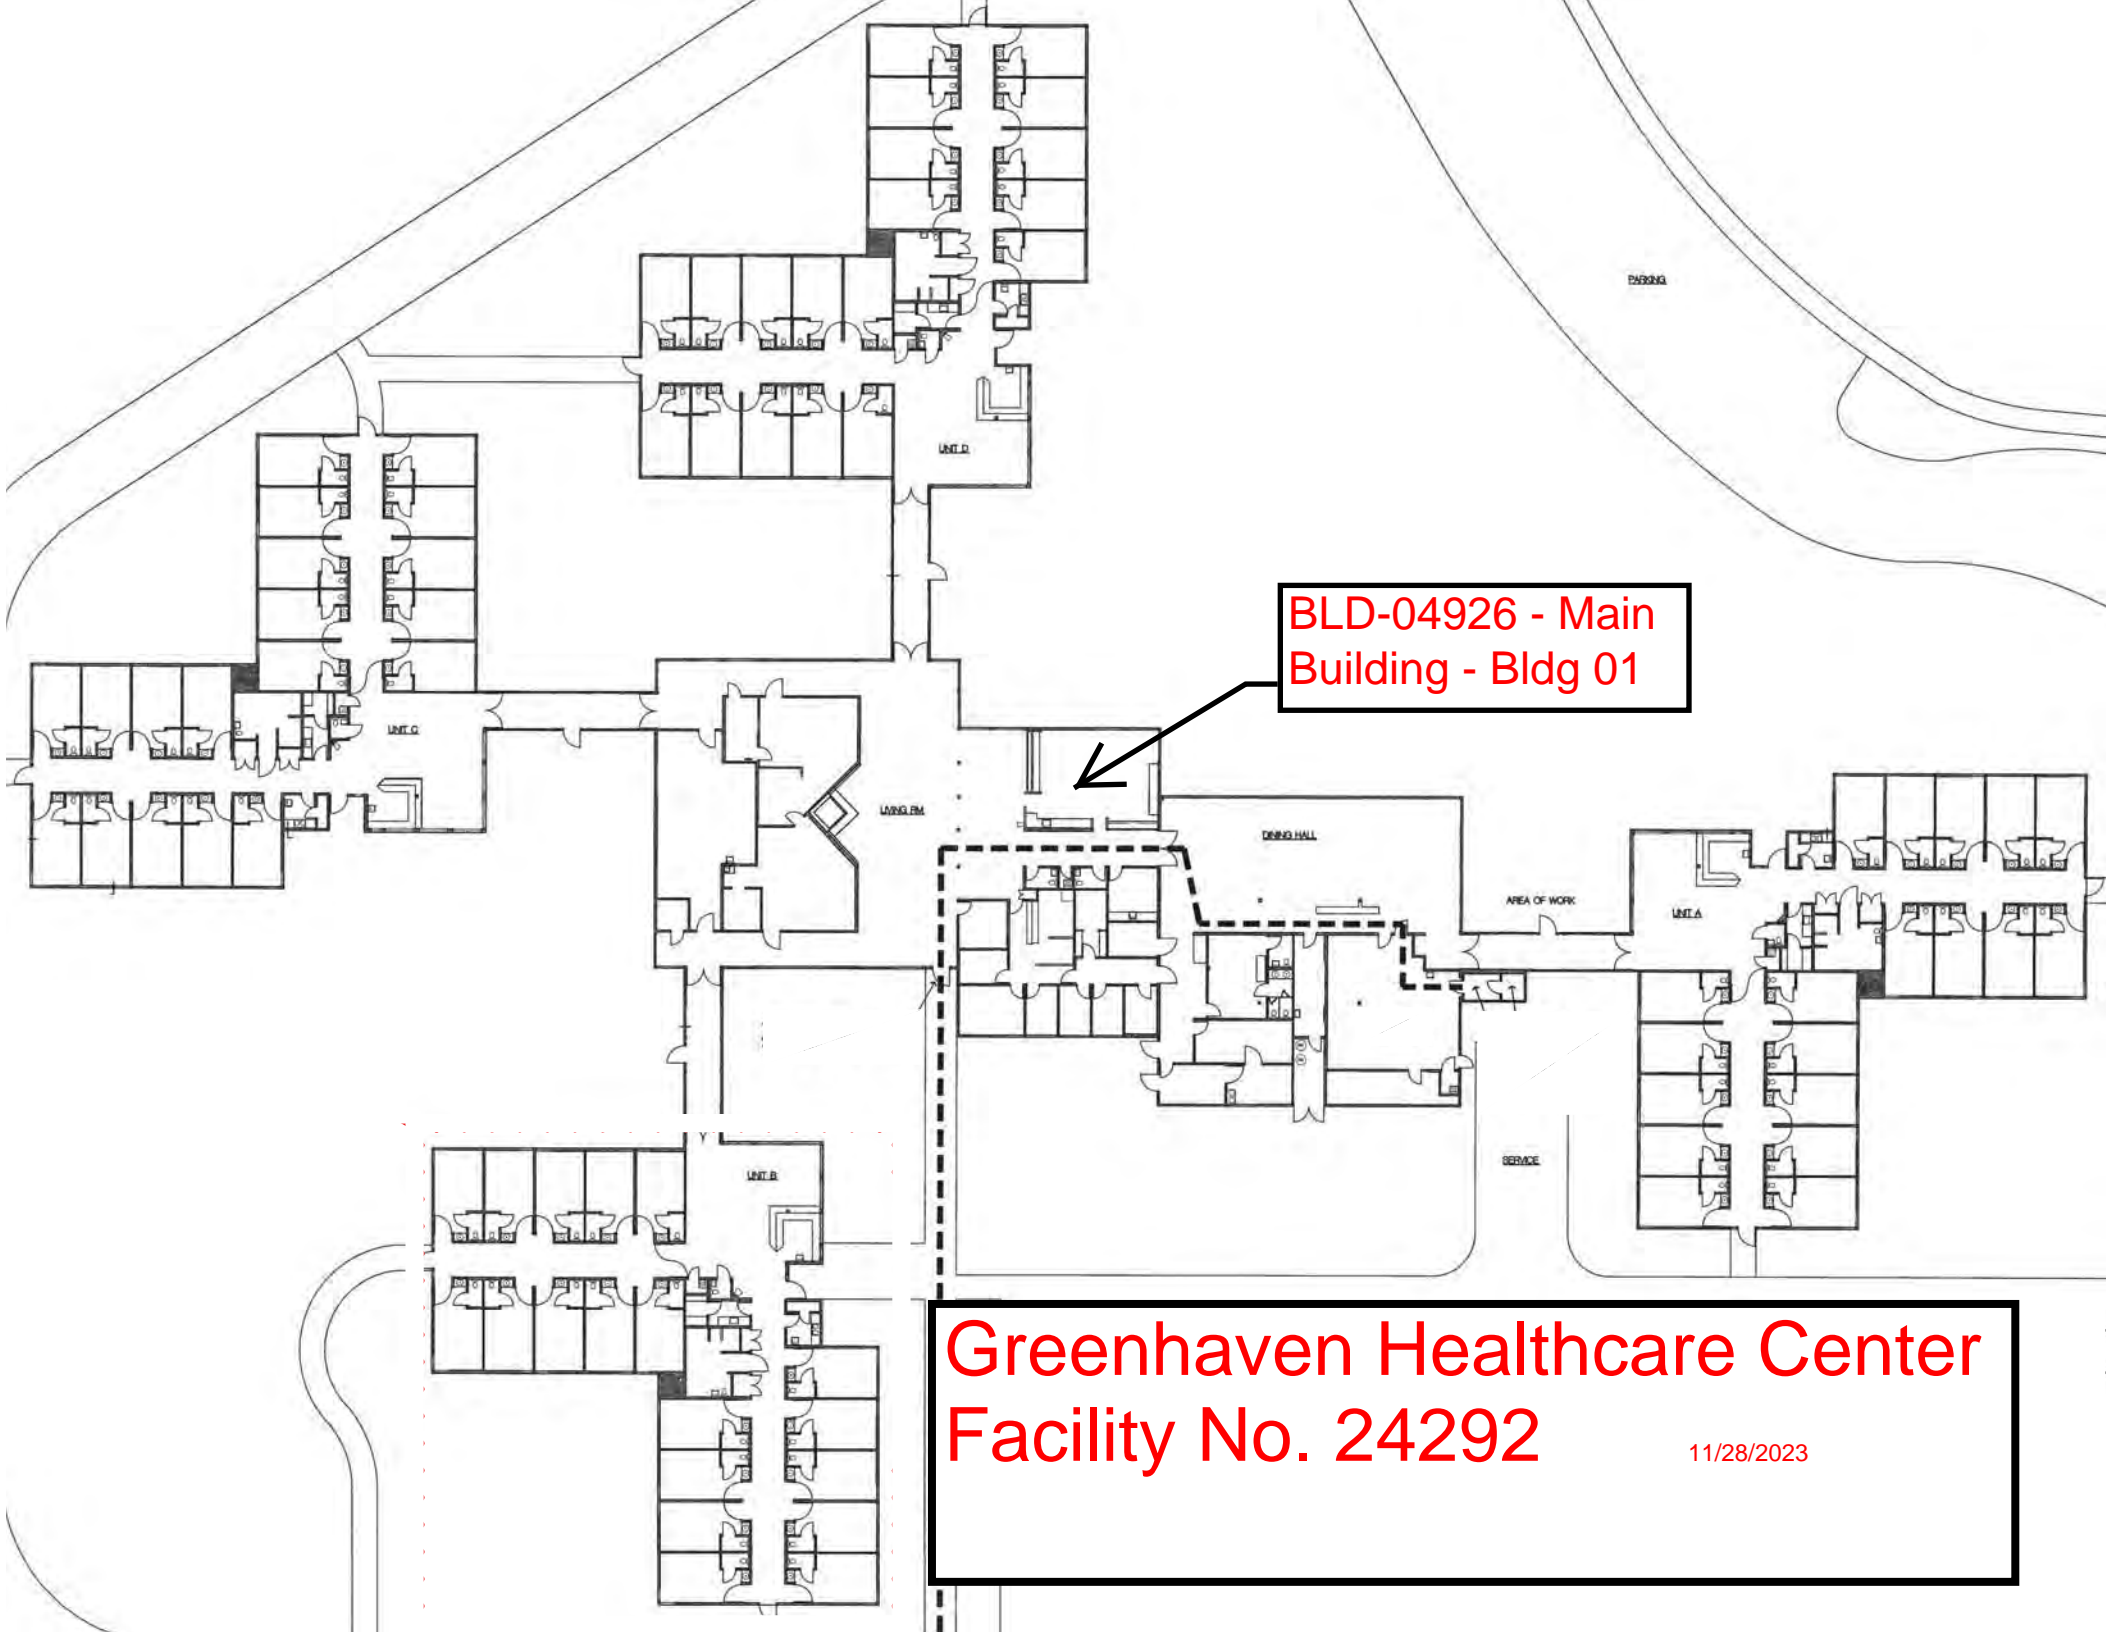 PARKING
UNIT D
BLD-04926 - Main
Building - Bldg 01
UNIT C
LIVING RM
DINING HALL
AREA OF WORK
UNIT A
SERVICE
UNIT B
Greenhaven Healthcare Center
Facility No. 24292
11/28/2023